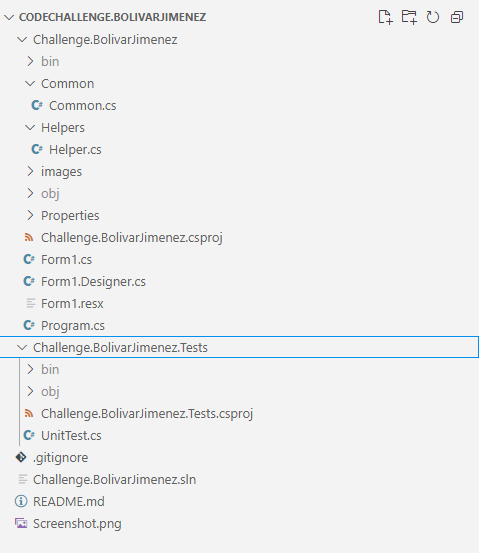 CODECHALLENGE.BOLIVARJIMENEZ
Challenge.BolivarJimenez
bin
Common
C# Common.cs
Helpers
C# Helper.cs
images
obj
Properties
Challenge.BolivarJimenez.csproj
C# Form1.cs
C# Form1.Designer.cs
Form1.resx
C# Program.cs
Challenge.BolivarJimenez.Tests
bin
obj
Challenge.BolivarJimenez.Tests.csproj
C# UnitTest.cs
.gitignore
Challenge.BolivarJimenez.sln
README.md
Screenshot.png